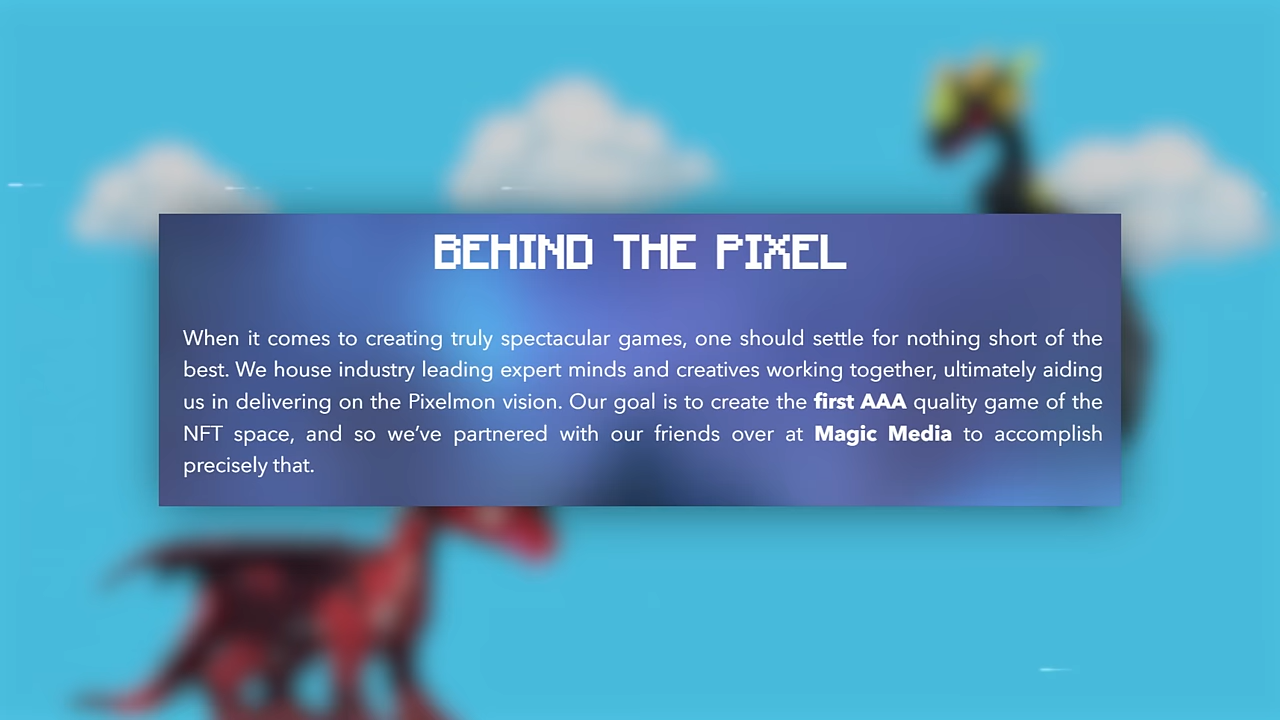 BEHIND THE PIXEL
When it comes to creating truly spectacular games, one should settle for nothing short of the
best. We house industry leading expert minds and creatives working together, ultimately aiding
us in delivering on the Pixelmon vision. Our goal is to create the first AAA quality game of the
NFT space, and so we’ve partnered with our friends over at Magic Media to accomplish
precisely that.